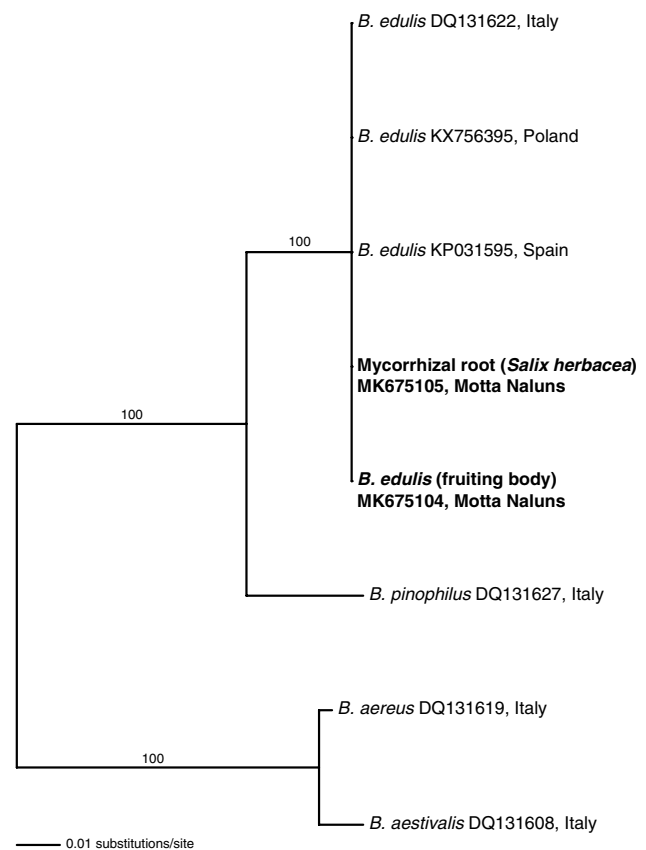 B. edulis DQ131622, Italy
B. edulis KX756395, Poland
100
B. edulis KP031595, Spain
Mycorrhizal root (Salix herbacea)
MK675105, Motta Naluns
100
B. edulis (fruiting body)
MK675104, Motta Naluns
B. pinophilus DQ131627, Italy
B. aereus DQ131619, Italy
100
B. aestivalis DQ131608, Italy
0.01 substitutions/site